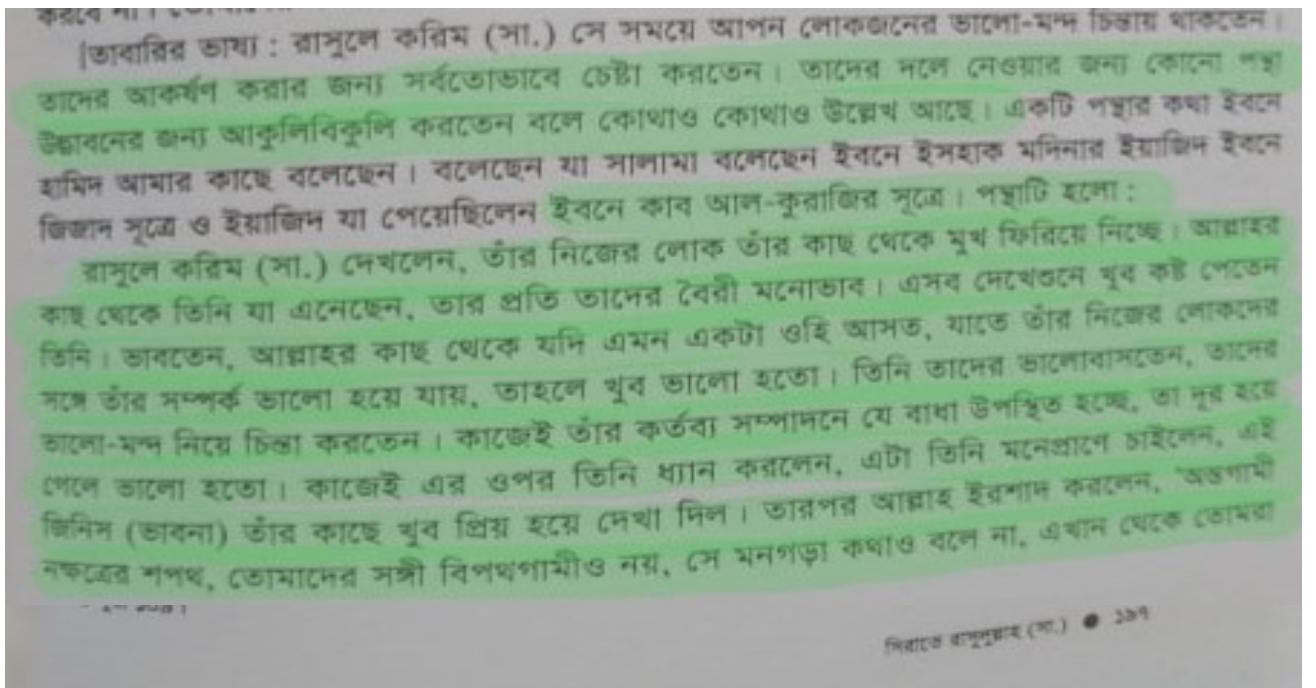 করবে না।
[তাবারির ভাষ্য : রাসুলে করিম (সা.) সে সময়ে আপন লোকজনের ভালো-মন্দ চিন্তায় থাকতেন।
তাদের আকর্ষণ করার জন্য সর্বতোভাবে চেষ্টা করতেন। তাদের দলে নেওয়ার জন্য কোনো পন্থা
উদ্ভাবনের জন্য আকুলিবিকুলি করতেন বলে কোথাও কোথাও উল্লেখ আছে। একটি পন্থার কথা ইবনে
হামিদ আমার কাছে বলেছেন। বলেছেন যা সালামা বলেছেন ইবনে ইসহাক মদিনার ইয়াজিদ ইবনে
জিজাদ সূত্রে ও ইয়াজিদ যা পেয়েছিলেন ইবনে কাব আল-কুরাজির সূত্রে। পন্থাটি হলো :
রাসুলে করিম (সা.) দেখলেন, তাঁর নিজের লোক তাঁর কাছ থেকে মুখ ফিরিয়ে নিচ্ছে। আল্লাহর
কাছ থেকে তিনি যা এনেছেন, তার প্রতি তাদের বৈরী মনোভাব। এসব দেখেশুনে খুব কষ্ট পেতেন
তিনি। ভাবতেন, আল্লাহর কাছ থেকে যদি এমন একটা ওহি আসত, যাতে তাঁর নিজের লোকদের
সঙ্গে তাঁর সম্পর্ক ভালো হয়ে যায়, তাহলে খুব ভালো হতো। তিনি তাদের ভালোবাসতেন, তাদের
ভালো-মন্দ নিয়ে চিন্তা করতেন। কাজেই তাঁর কর্তব্য সম্পাদনে যে বাধা উপস্থিত হচ্ছে, তা দূর হয়ে
গেলে ভালো হতো। কাজেই এর ওপর তিনি ধ্যান করলেন, এটা তিনি মনেপ্রাণে চাইলেন, এই
জিনিস (ভাবনা) তাঁর কাছে খুব প্রিয় হয়ে দেখা দিল। তারপর আল্লাহ ইরশাদ করলেন, 'অস্তগামী
নক্ষত্রের শপথ, তোমাদের সঙ্গী বিপথগামীও নয়, সে মনগড়া কথাও বলে না, এখান থেকে তোমরা
সিরাতে রাসুলুল্লাহ (সা.) ● ১৯৭